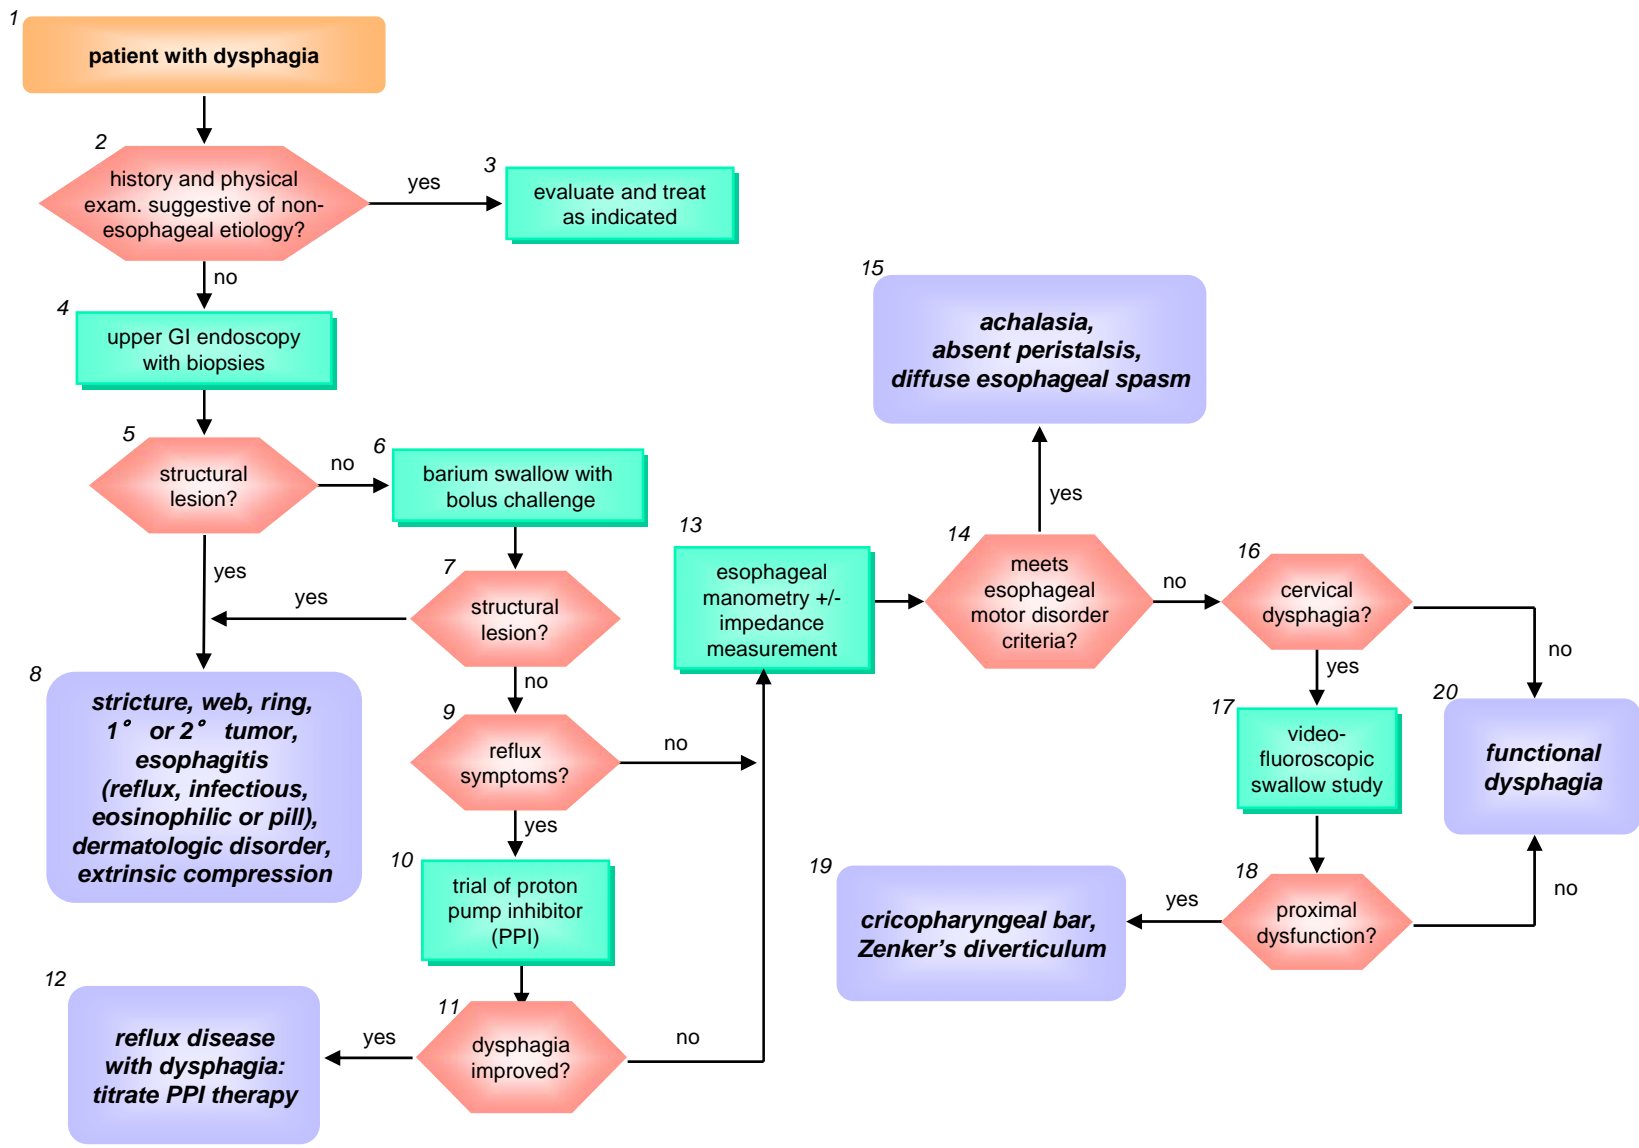 1
patient with dysphagia
2
history and physical
exam. suggestive of non-
esophageal etiology?
yes
3
evaluate and treat
as indicated
no
4
upper GI endoscopy
with biopsies
5
structural
lesion?
no
6
barium swallow with
bolus challenge
yes
7
structural
lesion?
yes
no
8
stricture, web, ring,
1° or 2° tumor,
esophagitis
(reflux, infectious,
eosinophilic or pill),
dermatologic disorder,
extrinsic compression
9
reflux
symptoms?
no
yes
10
trial of proton
pump inhibitor
(PPI)
11
dysphagia
improved?
yes
no
12
reflux disease
with dysphagia:
titrate PPI therapy
13
esophageal
manometry +/-
impedance
measurement
14
meets
esophageal
motor disorder
criteria?
yes
15
achalasia,
absent peristalsis,
diffuse esophageal spasm
no
16
cervical
dysphagia?
yes
no
17
video-
fluoroscopic
swallow study
18
proximal
dysfunction?
yes
no
19
cricopharyngeal bar,
Zenker's diverticulum
20
functional
dysphagia